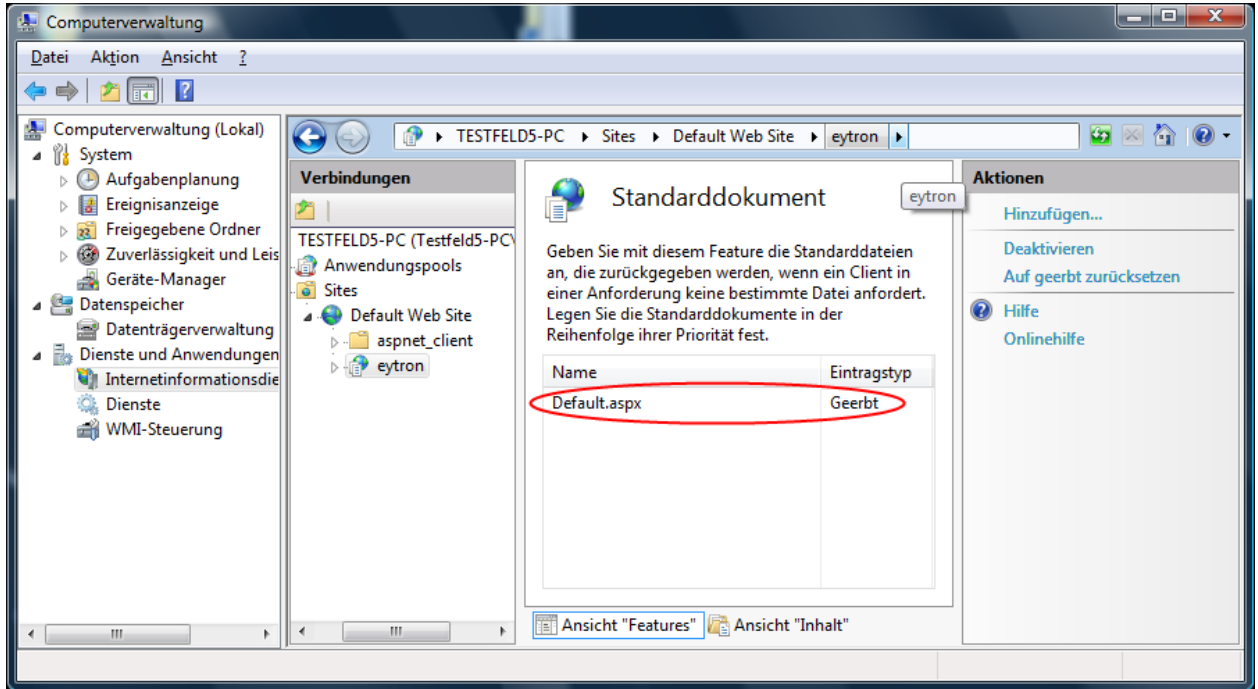 Computerverwaltung
Datei Aktion Ansicht ?
Computerverwaltung (Lokal)
System
Aufgabenplanung
Ereignisanzeige
Freigegebene Ordner
Zuverlässigkeit und Leis
Geräte-Manager
Datenspeicher
Datenträgerverwaltung
Dienste und Anwendungen
Internetinformationsdie
Dienste
WMI-Steuerung
TESTFELD5-PC Sites Default Web Site eytron
Verbindungen
TESTFELD5-PC (Testfeld5-PC\
Anwendungspools
Sites
Default Web Site
aspnet_client
eytron
Standarddokument
eytron
Geben Sie mit diesem Feature die Standarddateien
an, die zurückgegeben werden, wenn ein Client in
einer Anforderung keine bestimmte Datei anfordert.
Legen Sie die Standarddokumente in der
Reihenfolge ihrer Priorität fest.
Name Eintragstyp
Default.aspx Geerbt
Ansicht "Features" Ansicht "Inhalt"
Aktionen
Hinzufügen...
Deaktivieren
Auf geerbt zurücksetzen
Hilfe
Onlinehilfe